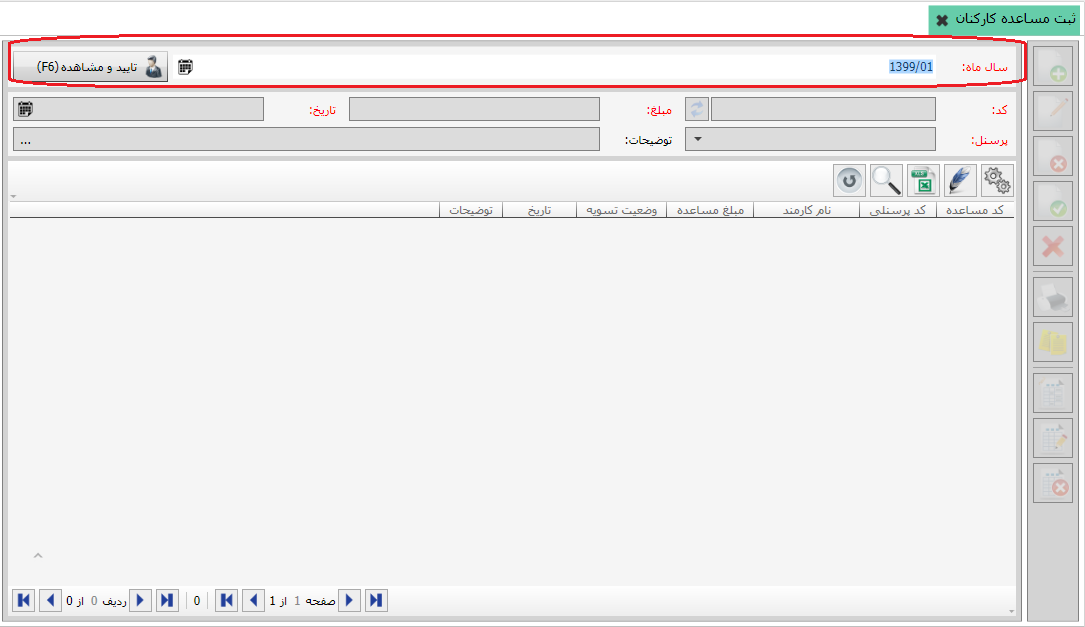 ثبت مساعده کارکنان
سال ماه: 1399/01 تایید و مشاهده (F6)
کد: مبلغ: تاریخ:
پرسنل: توضیحات: ...
کد مساعده کد پرسنلی نام کارمند مبلغ مساعده وضعیت تسویه تاریخ توضیحات
صفحه 1 از 1 0 ردیف 0 از 0